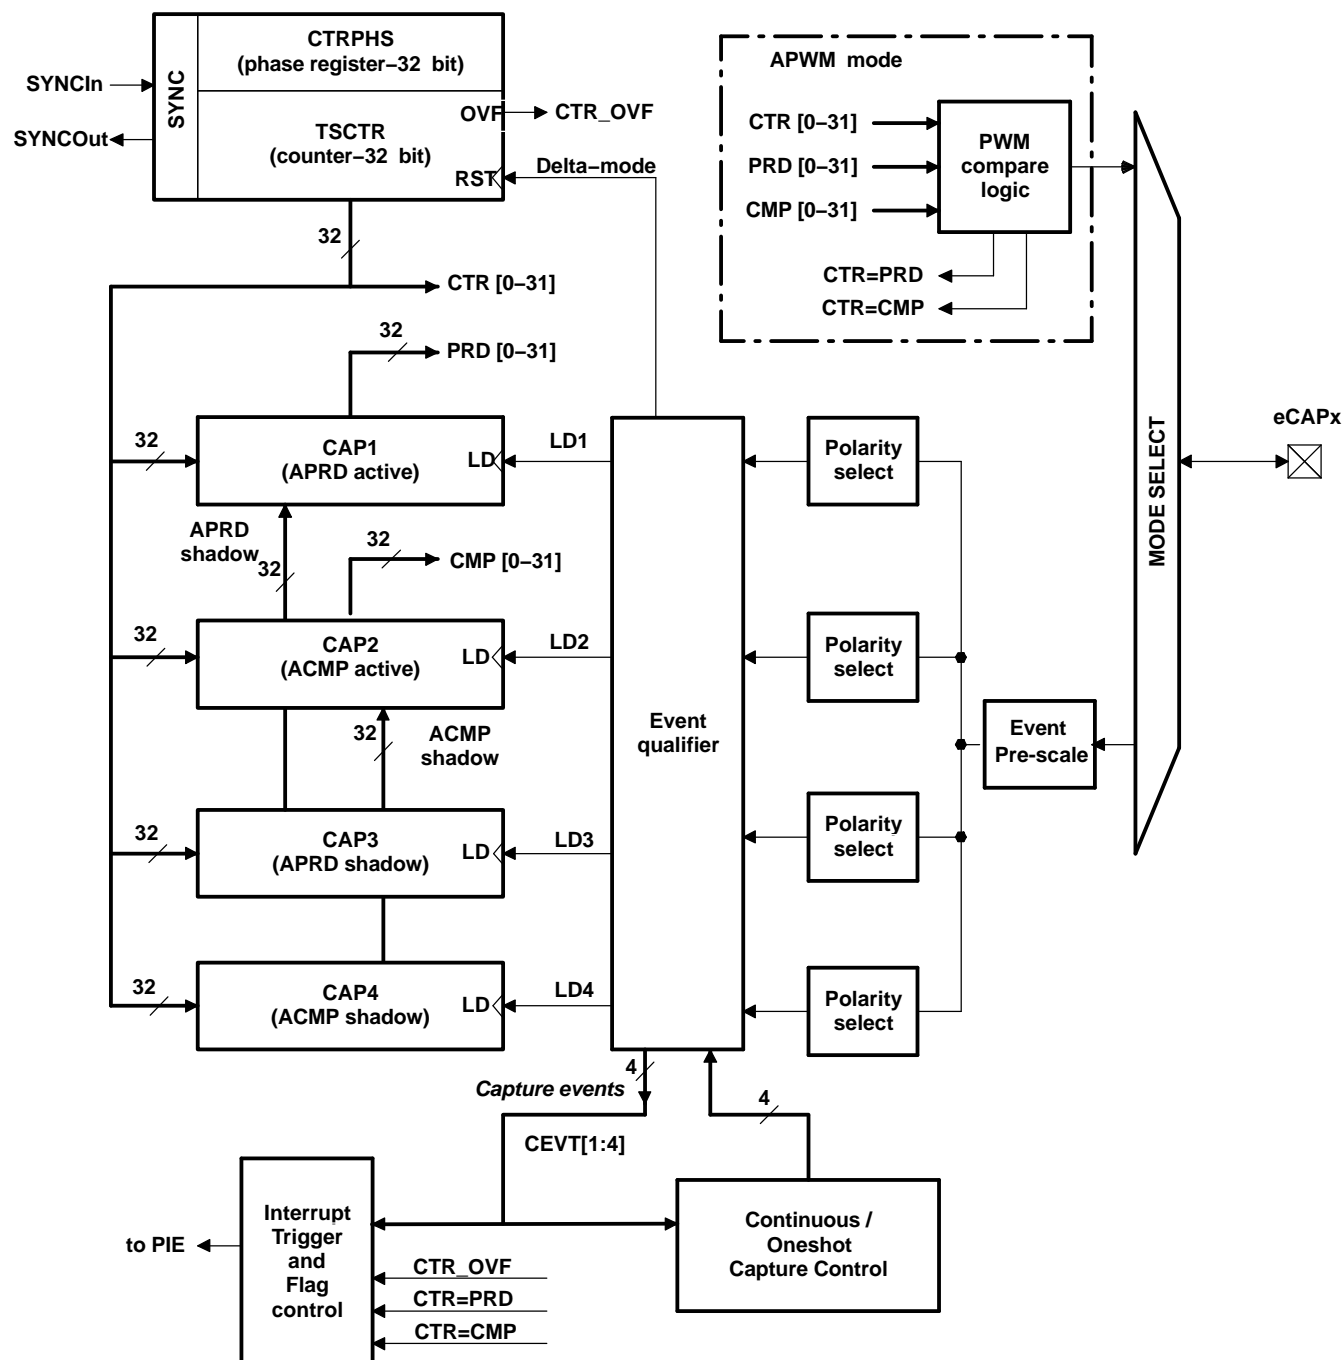 CTRPHS
(phase register−32 bit)
SYNC
SYNCIn
SYNCOut
OVF
CTR_OVF
TSCTR
(counter−32 bit)
RST
Delta−mode
32
CTR [0−31]
32
PRD [0−31]
APWM mode
CTR [0−31]
PRD [0−31]
CMP [0−31]
PWM
compare
logic
CTR=PRD
CTR=CMP
MODE SELECT
eCAPx
32
CAP1
(APRD active)
LD
LD1
Polarity
select
APRD
shadow
32
32
CMP [0−31]
32
CAP2
(ACMP active)
LD
LD2
Polarity
select
32
ACMP
shadow
Event
qualifier
Event
Pre-scale
32
CAP3
(APRD shadow)
LD
LD3
Polarity
select
32
CAP4
(ACMP shadow)
LD
LD4
Polarity
select
4
Capture events
4
CEVT[1:4]
Interrupt
Trigger
and
Flag
control
to PIE
CTR_OVF
CTR=PRD
CTR=CMP
Continuous /
Oneshot
Capture Control